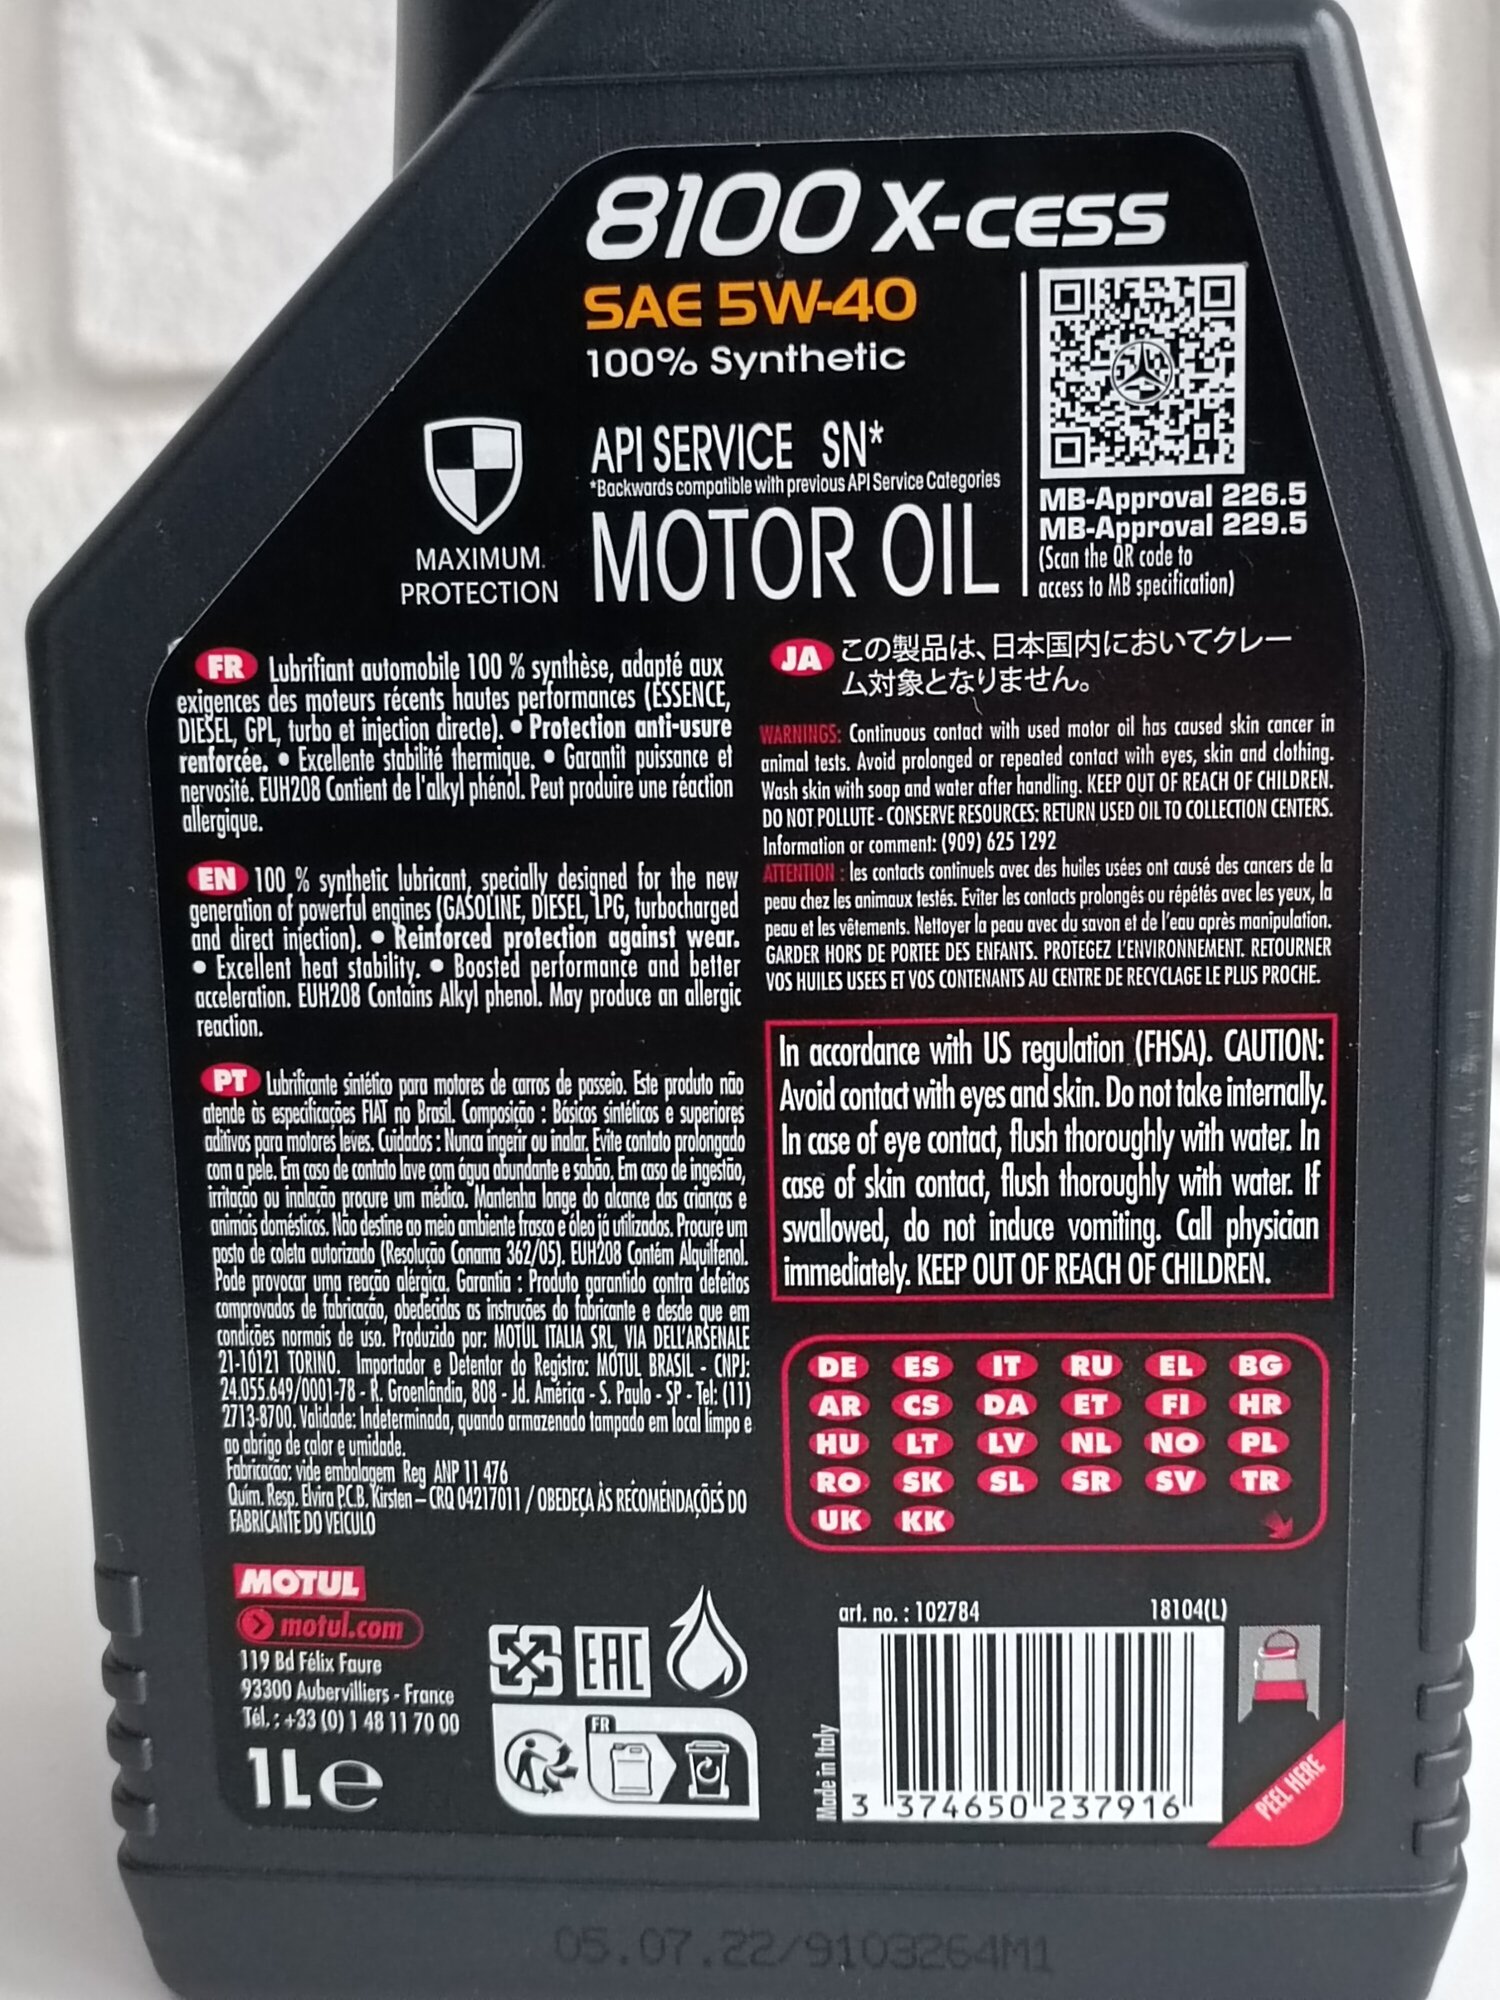 8100 X-CESS
SAE 5W-40
100% Synthetic
API SERVICE SN*
*Backwards compatible with previous API Service Categories
MOTOR OIL
MAXIMUM
PROTECTION
MB-Approval 226.5
MB-Approval 229.5
(Scan the QR code to
access to MB specification)
FR Lubrifiant automobile 100 % synthèse, adapté aux
exigences des moteurs récents hautes performances (ESSENCE,
DIESEL, GPL, turbo et injection directe). • Protection anti-usure
renforcée. • Excellente stabilité thermique. • Garantit puissance et
nervosité. EUH208 Contient de l'alkyl phénol. Peut produire une réaction
allergique.
EN 100 % synthetic lubricant, specially designed for the new
generation of powerful engines (GASOLINE, DIESEL, LPG, turbocharged
and direct injection). • Reinforced protection against wear.
• Excellent heat stability. • Boosted performance and better
acceleration. EUH208 Contains Alkyl phenol. May produce an allergic
reaction.
PT Lubrificante sintético para motores de carros de passeio. Este produto não
atende às especificações FIAT no Brasil. Composição : Básicos sintéticos e superiores
aditivos para motores leves. Cuidados : Nunca ingerir ou inalar. Evite contato prolongado
com a pele. Em caso de contato lave com água abundante e sabão. Em caso de ingestão,
irritação ou inalação procure um médico. Mantenha longe do alcance das crianças e
animais domésticos. Não destine ao meio ambiente frasco e óleo já utilizados. Procure um
posto de coleta autorizado (Resolução Conama 362/05). EUH208 Contém Alquilfenol.
Pode provocar uma reação alérgica. Garantia : Produto garantido contra defeitos
comprovados de fabricação, obedecidas as instruções do fabricante e desde que em
condições normais de uso. Produzido por: MOTUL ITALIA SRL, VIA DELL'ARSENALE
21-10121 TORINO. Importador e Detentor do Registro: MOTUL BRASIL - CNPJ:
24.055.649/0001-78 - R. Groenlândia, 808 - Jd. América - S. Paulo - SP - Tel: (11)
2713-8700. Validade: Indeterminada, quando armazenado tampado em local limpo e
ao abrigo de calor e umidade.
Fabricação: vide embalagem Reg ANP 11 476
Quím. Resp. Elvira P.C.B. Kirsten – CRQ 04217011 / OBEDEÇA ÀS RECOMENDAÇÕES DO
FABRICANTE DO VEÍCULO
JA この製品は、日本国内においてクレー
ム対象となりません。
WARNINGS: Continuous contact with used motor oil has caused skin cancer in
animal tests. Avoid prolonged or repeated contact with eyes, skin and clothing.
Wash skin with soap and water after handling. KEEP OUT OF REACH OF CHILDREN.
DO NOT POLLUTE - CONSERVE RESOURCES: RETURN USED OIL TO COLLECTION CENTERS.
Information or comment: (909) 625 1292
ATTENTION : les contacts continuels avec des huiles usées ont causé des cancers de la
peau chez les animaux testés. Eviter les contacts prolongés ou répétés avec les yeux, la
peau et les vêtements. Nettoyer la peau avec du savon et de l'eau après manipulation.
GARDER HORS DE PORTEE DES ENFANTS. PROTEGEZ L'ENVIRONNEMENT. RETOURNER
VOS HUILES USEES ET VOS CONTENANTS AU CENTRE DE RECYCLAGE LE PLUS PROCHE.
In accordance with US regulation (FHSA). CAUTION:
Avoid contact with eyes and skin. Do not take internally.
In case of eye contact, flush thoroughly with water. In
case of skin contact, flush thoroughly with water. If
swallowed, do not induce vomiting. Call physician
immediately. KEEP OUT OF REACH OF CHILDREN.
DE ES IT RU EL BG
AR CS DA ET FI HR
HU LT LV NL NO PL
RO SK SL SR SV TR
UK KK
MOTUL
motul.com
119 Bd Félix Faure
93300 Aubervilliers - France
Tél. : +33 (0) 1 48 11 70 00
1L e
EAC
FR
art. no. : 102784 18104(L)
Made in Italy
3 374650 237916
PEEL HERE
05.07.22/9103264M1